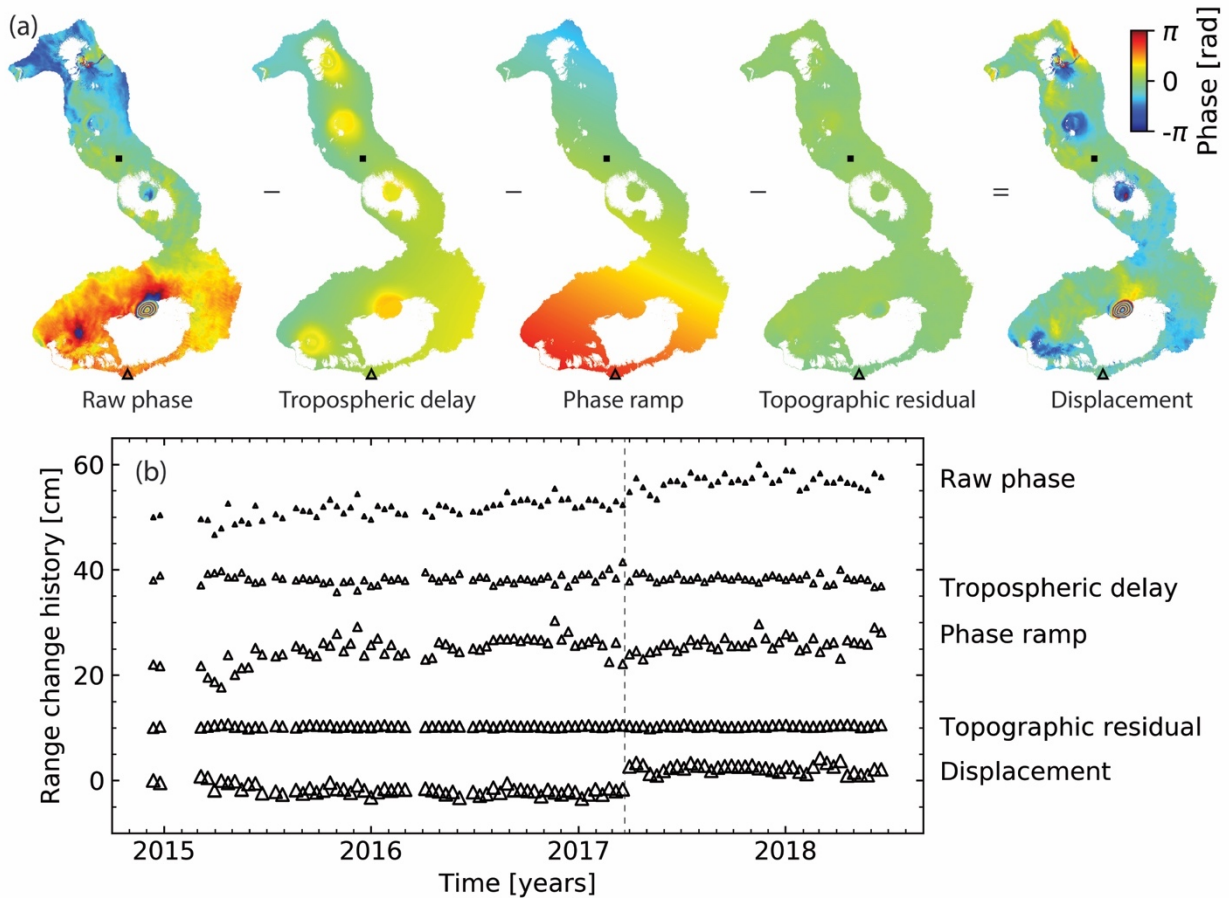 (a)
π
0
-π
Phase [rad]
− − − =
Raw phase Tropospheric delay Phase ramp Topographic residual Displacement
(b)
60
40
20
0
Range change history [cm]
Raw phase
Tropospheric delay
Phase ramp
Topographic residual
Displacement
2015 2016 2017 2018
Time [years]